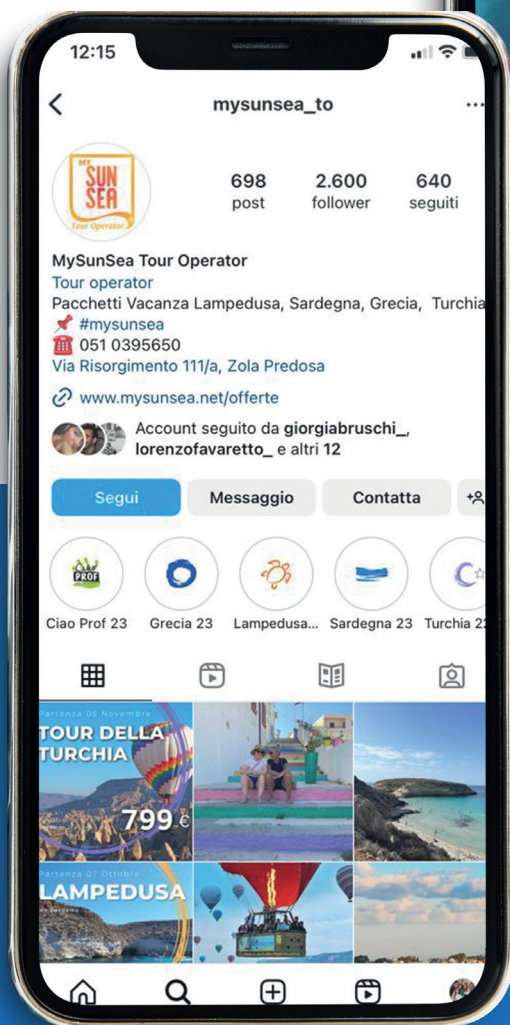 12:15
mysunsea_to
MY
SUN
SEA
Tour Operator
698
post
2.600
follower
640
seguiti
MySunSea Tour Operator
Tour operator
Pacchetti Vacanza Lampedusa, Sardegna, Grecia, Turchia
#mysunsea
051 0395650
Via Risorgimento 111/a, Zola Predosa
www.mysunsea.net/offerte
Account seguito da giorgiabruschi_,
lorenzofavaretto_ e altri 12
Segui
Messaggio
Contatta
PROF
Ciao Prof 23
Grecia 23
Lampedusa...
Sardegna 23
Turchia 22
Partenza 05 Novembre
TOUR DELLA
TURCHIA
799 €
Partenza 07 Ottobre
LAMPEDUSA